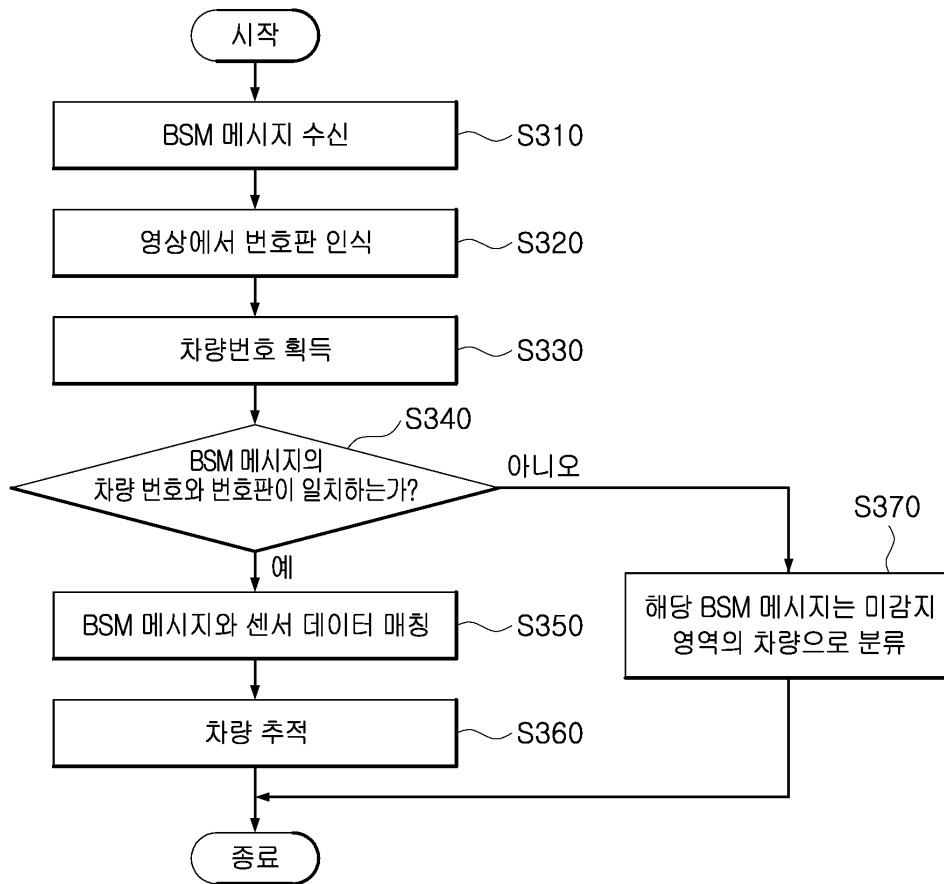 시작
BSM 메시지 수신
S310
영상에서 번호판 인식
S320
차량번호 획득
S330
S340
BSM 메시지의
차량 번호와 번호판이 일치하는가?
아니오
예
S370
BSM 메시지와 센서 데이터 매칭
S350
해당 BSM 메시지는 미감지
영역의 차량으로 분류
차량 추적
S360
종료